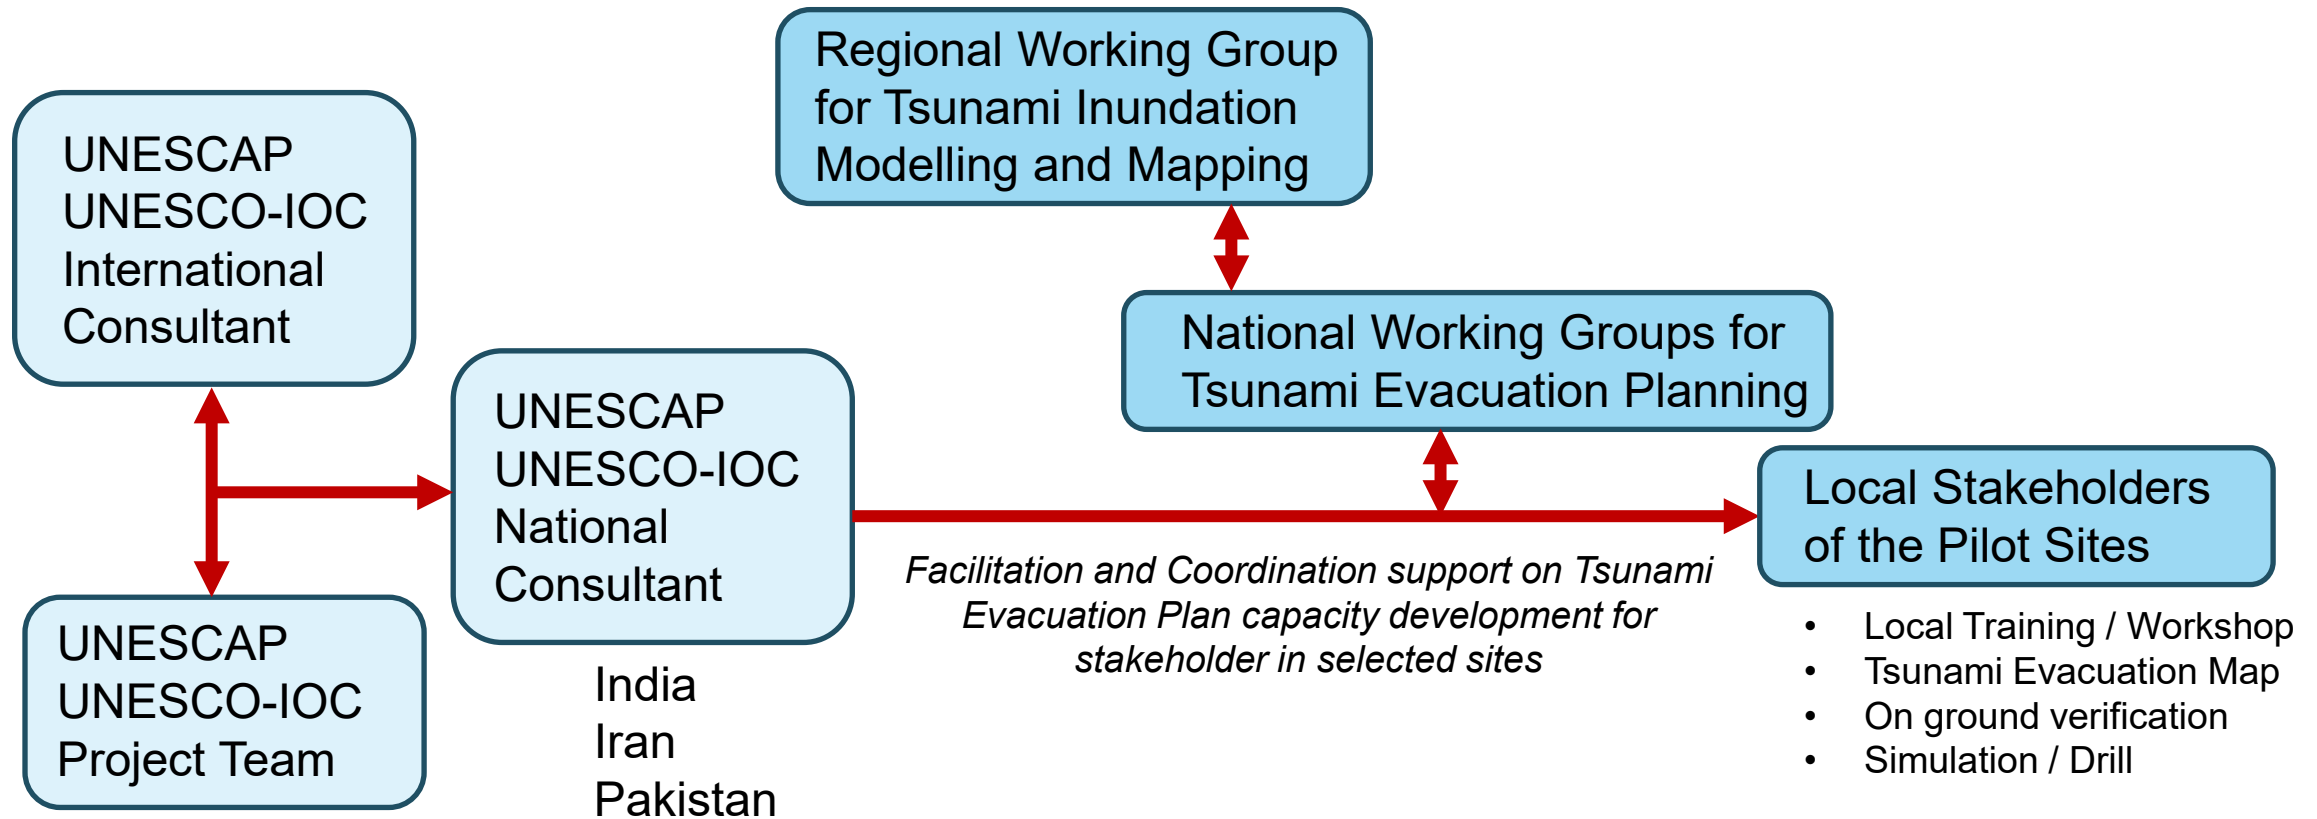 UNESCAP
UNESCO-IOC
International
Consultant
UNESCAP
UNESCO-IOC
Project Team
UNESCAP
UNESCO-IOC
National
Consultant
India
Iran
Pakistan
Regional Working Group
for Tsunami Inundation
Modelling and Mapping
National Working Groups for
Tsunami Evacuation Planning
Facilitation and Coordination support on Tsunami
Evacuation Plan capacity development for
stakeholder in selected sites
Local Stakeholders
of the Pilot Sites
• Local Training / Workshop
• Tsunami Evacuation Map
• On ground verification
• Simulation / Drill